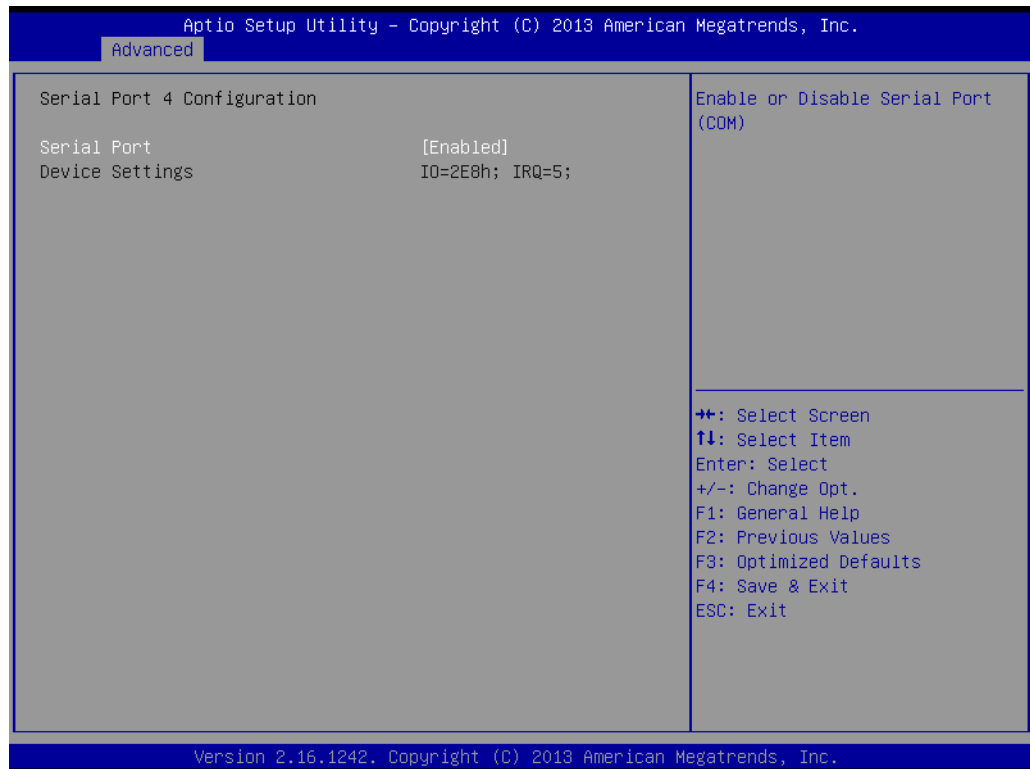 Aptio Setup Utility – Copyright (C) 2013 American Megatrends, Inc.
Advanced
Serial Port 4 Configuration
Serial Port [Enabled]
Device Settings IO=2E8h; IRQ=5;
Enable or Disable Serial Port
(COM)
→←: Select Screen
↑↓: Select Item
Enter: Select
+/-: Change Opt.
F1: General Help
F2: Previous Values
F3: Optimized Defaults
F4: Save & Exit
ESC: Exit
Version 2.16.1242. Copyright (C) 2013 American Megatrends, Inc.